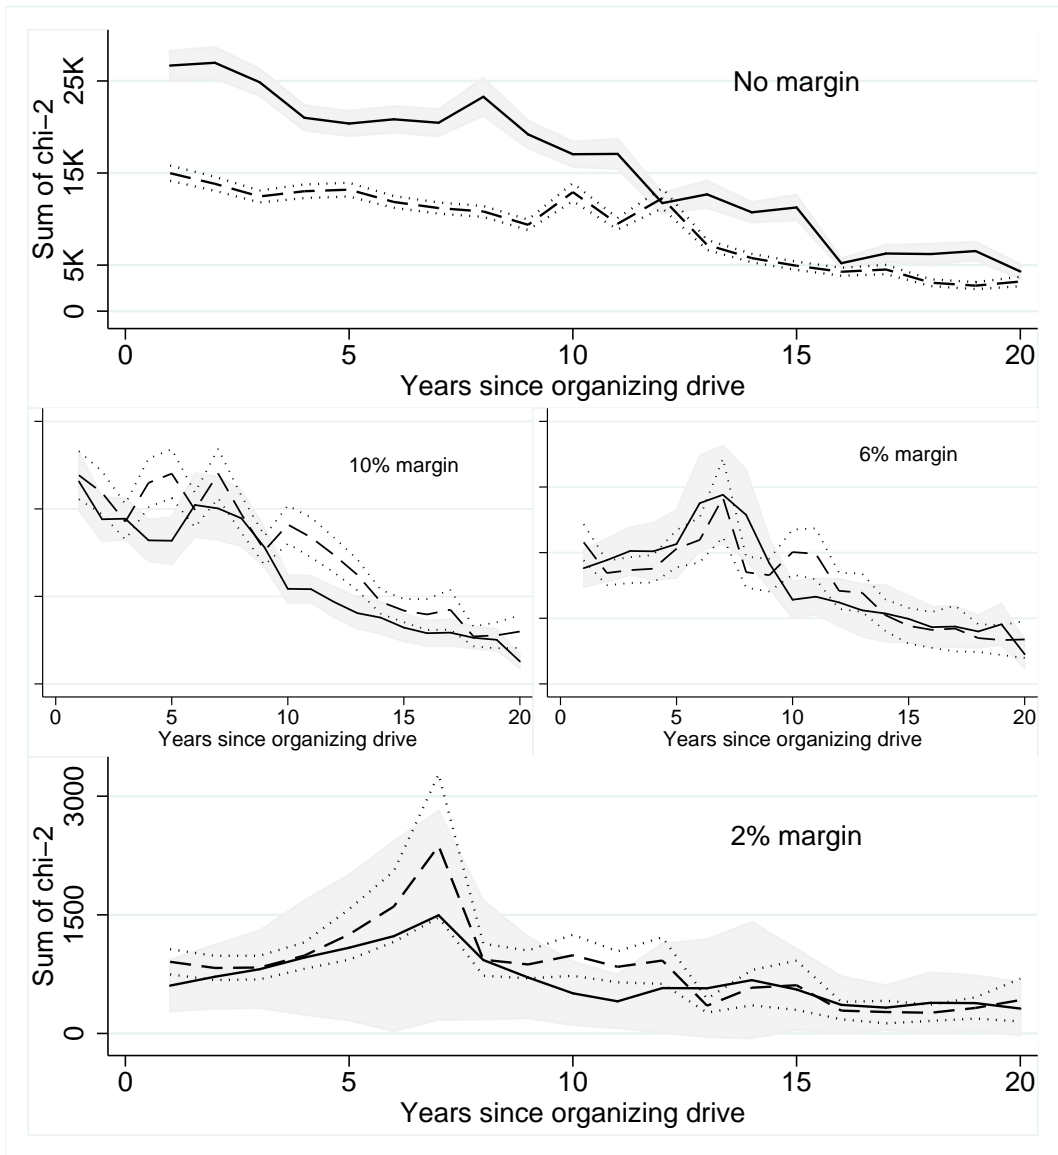 No margin
Sum of chi−2
25K
15K
5K
0
0 5 10 15 20
Years since organizing drive
10% margin
0 5 10 15 20
Years since organizing drive
6% margin
0 5 10 15 20
Years since organizing drive
2% margin
Sum of chi−2
3000
1500
0
0 5 10 15 20
Years since organizing drive